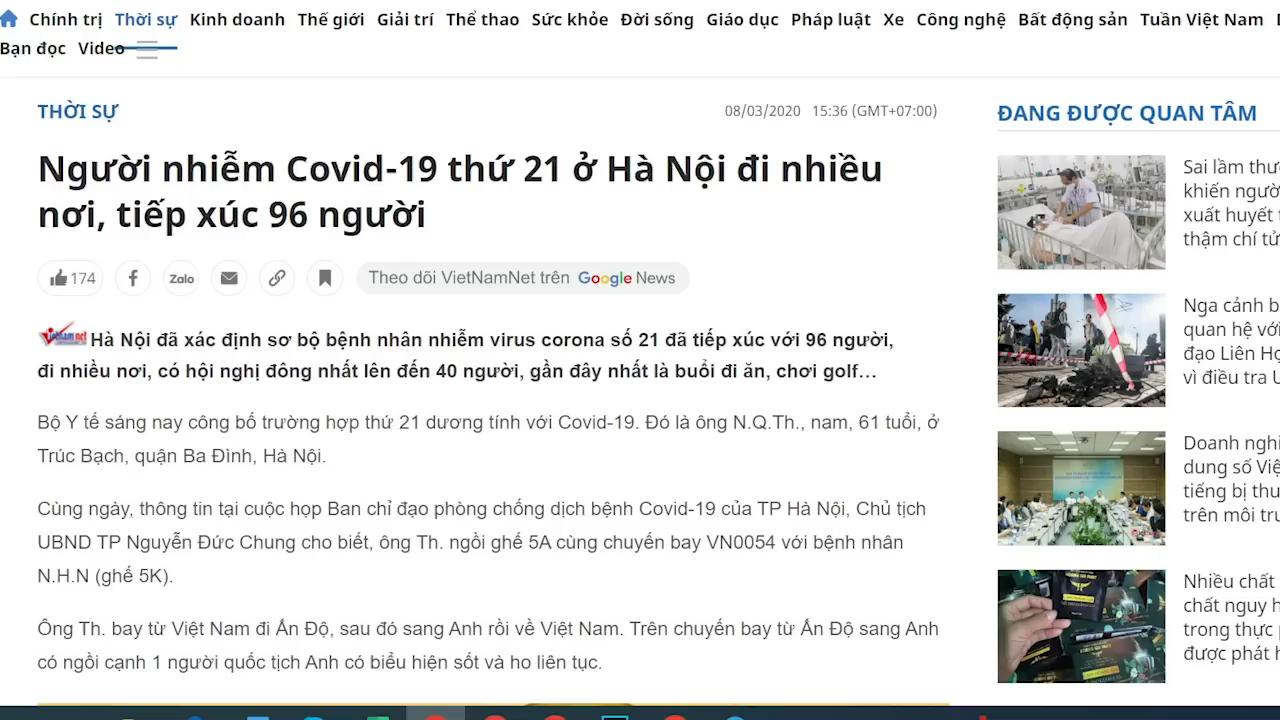 Chính trị Thời sự Kinh doanh Thế giới Giải trí Thể thao Sức khỏe Đời sống Giáo dục Pháp luật Xe Công nghệ Bất động sản Tuần Việt Nam
Bạn đọc Video
THỜI SỰ
08/03/2020 15:36 (GMT+07:00)
Người nhiễm Covid-19 thứ 21 ở Hà Nội đi nhiều
nơi, tiếp xúc 96 người
174
Zalo
Theo dõi VietNamNet trên Google News
Vietnam net Hà Nội đã xác định sơ bộ bệnh nhân nhiễm virus corona số 21 đã tiếp xúc với 96 người,
đi nhiều nơi, có hội nghị đông nhất lên đến 40 người, gần đây nhất là buổi đi ăn, chơi golf…
Bộ Y tế sáng nay công bố trường hợp thứ 21 dương tính với Covid-19. Đó là ông N.Q.Th., nam, 61 tuổi, ở
Trúc Bạch, quận Ba Đình, Hà Nội.
Cùng ngày, thông tin tại cuộc họp Ban chỉ đạo phòng chống dịch bệnh Covid-19 của TP Hà Nội, Chủ tịch
UBND TP Nguyễn Đức Chung cho biết, ông Th. ngồi ghế 5A cùng chuyến bay VN0054 với bệnh nhân
N.H.N (ghế 5K).
Ông Th. bay từ Việt Nam đi Ấn Độ, sau đó sang Anh rồi về Việt Nam. Trên chuyến bay từ Ấn Độ sang Anh
có ngồi cạnh 1 người quốc tịch Anh có biểu hiện sốt và ho liên tục.
ĐANG ĐƯỢC QUAN TÂM
Sai lầm
khiến
xuất huyết
thậm chí tử
Nga cảnh
quan hệ với
đạo Liên
vì điều tra
Doanh
dung số
tiếng bị
trên môi
Nhiều chất
chất nguy
trong thực
được phát